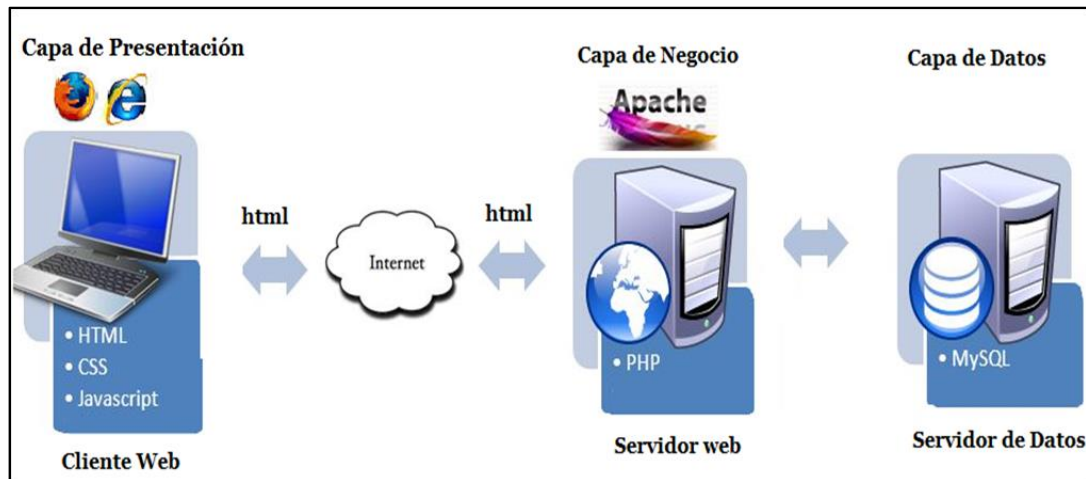 Capa de Presentación
Capa de Negocio
Capa de Datos
Apache
html
html
Internet
• HTML
• CSS
• Javascript
• PHP
• MySQL
Cliente Web
Servidor web
Servidor de Datos